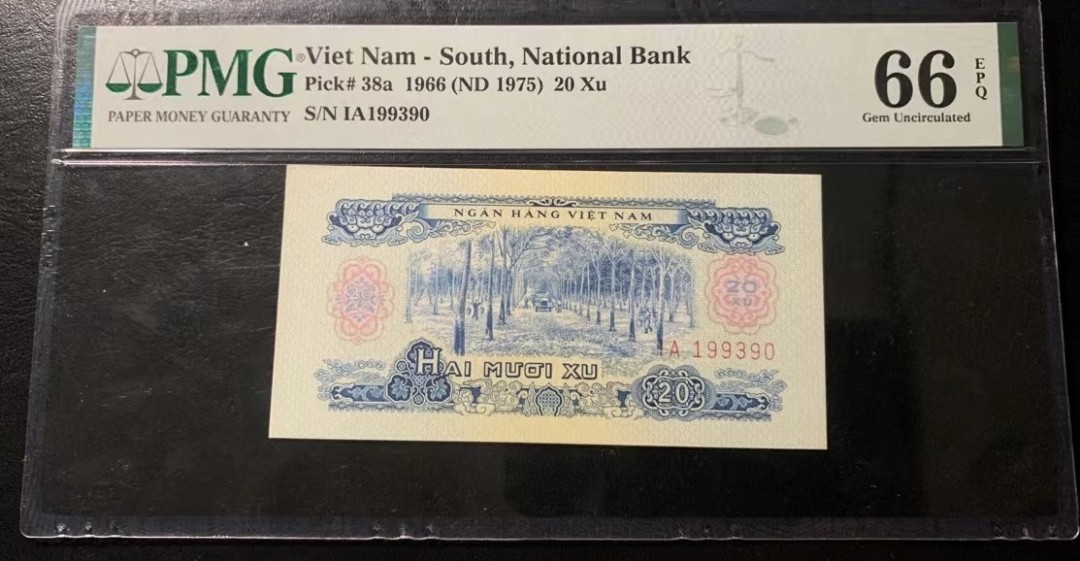 PMG® Viet Nam - South, National Bank
Pick# 38a 1966 (ND 1975) 20 Xu
PAPER MONEY GUARANTY S/N IA199390
66 EPQ
Gem Uncirculated
NGÂN HÀNG VIỆT NAM
20
XU
IA 199390
HAI MƯƠI XU
20